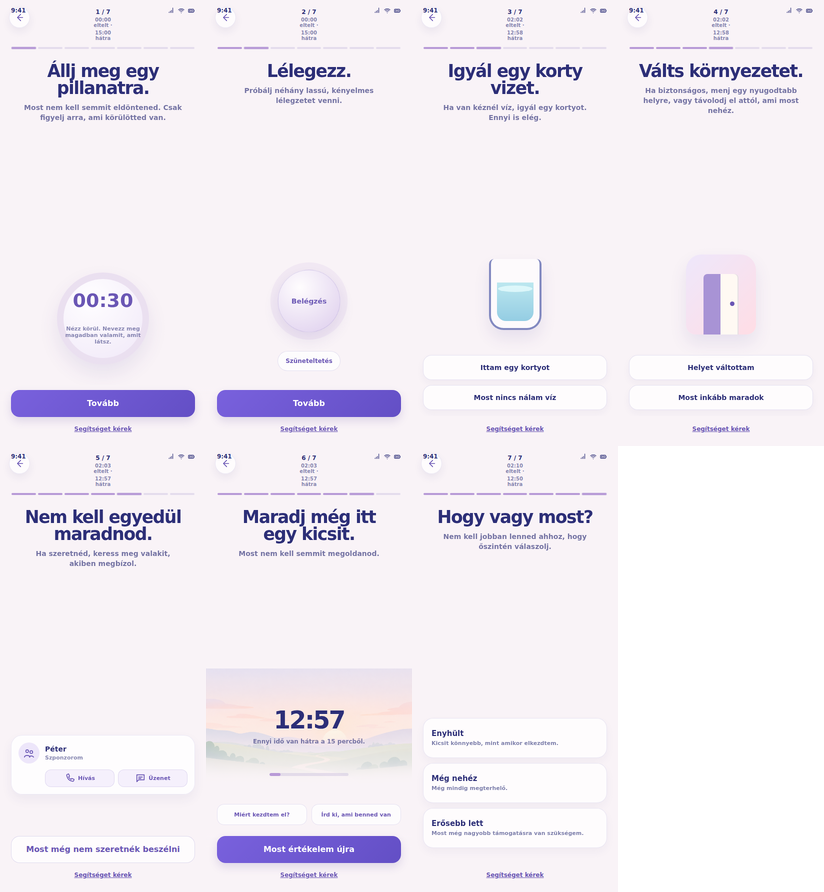 9:41
1 / 7
00:00
eltelt ·
15:00
hátra
Állj meg egy
pillanatra.
Most nem kell semmit eldöntened. Csak
figyelj arra, ami körülötted van.
00:30
Nézz körül. Nevezz meg
magadban valamit, amit
látsz.
Tovább
Segítséget kérek
9:41
2 / 7
00:00
eltelt ·
15:00
hátra
Lélegezz.
Próbálj néhány lassú, kényelmes
lélegzetet venni.
Belégzés
Szüneteltetés
Tovább
Segítséget kérek
9:41
3 / 7
02:02
eltelt ·
12:58
hátra
Igyál egy korty
vizet.
Ha van kéznél víz, igyál egy kortyot.
Ennyi is elég.
Ittam egy kortyot
Most nincs nálam víz
Segítséget kérek
9:41
4 / 7
02:02
eltelt ·
12:58
hátra
Válts környezetet.
Ha biztonságos, menj egy nyugodtabb
helyre, vagy távolodj el attól, ami most
nehéz.
Helyet váltottam
Most inkább maradok
Segítséget kérek
9:41
5 / 7
02:03
eltelt ·
12:57
hátra
Nem kell egyedül
maradnod.
Ha szeretnéd, keress meg valakit,
akiben megbízol.
Péter
Szponzorom
Hívás
Üzenet
Most még nem szeretnék beszélni
Segítséget kérek
9:41
6 / 7
02:03
eltelt ·
12:57
hátra
Maradj még itt
egy kicsit.
Most nem kell semmit megoldanod.
12:57
Ennyi idő van hátra a 15 percből.
Miért kezdtem el?
Írd ki, ami benned van
Most értékelem újra
Segítséget kérek
9:41
7 / 7
02:10
eltelt ·
12:50
hátra
Hogy vagy most?
Nem kell jobban lenned ahhoz, hogy
őszintén válaszolj.
Enyhült
Kicsit könnyebb, mint amikor elkezdtem.
Még nehéz
Még mindig megterhelő.
Erősebb lett
Most még nagyobb támogatásra van szükségem.
Segítséget kérek